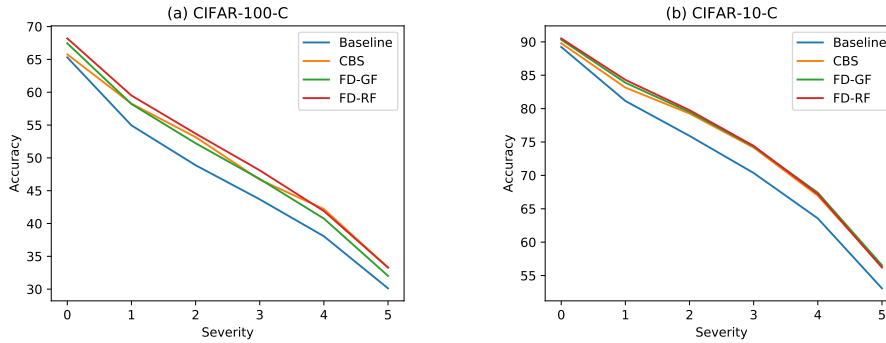 (a) CIFAR-100-C
70
65
60
55
50
45
40
35
30
Accuracy
0 1 2 3 4 5
Severity
Baseline
CBS
FD-GF
FD-RF
(b) CIFAR-10-C
90
85
80
75
70
65
60
55
Accuracy
0 1 2 3 4 5
Severity
Baseline
CBS
FD-GF
FD-RF